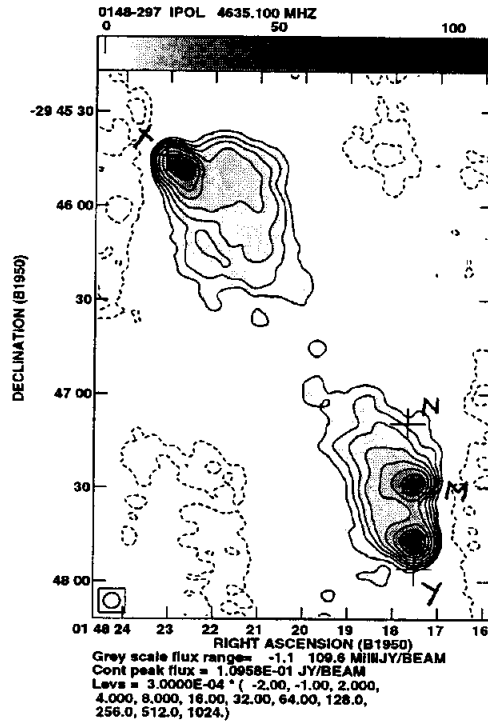 0148-297 IPOL 4635.100 MHZ
0 50 100
-29 45 30
X
46 00
30
DECLINATION (B1950)
47 00
N
30
M
48 00
Y
01 48 24 23 22 21 20 19 18 17 16
RIGHT ASCENSION (B1950)
Grey scale flux range= -1.1 109.6 MilliJY/BEAM
Cont peak flux = 1.0958E-01 JY/BEAM
Levs = 3.0000E-04 * ( -2.00, -1.00, 2.000,
4.000, 8.000, 16.00, 32.00, 64.00, 128.0,
256.0, 512.0, 1024.)